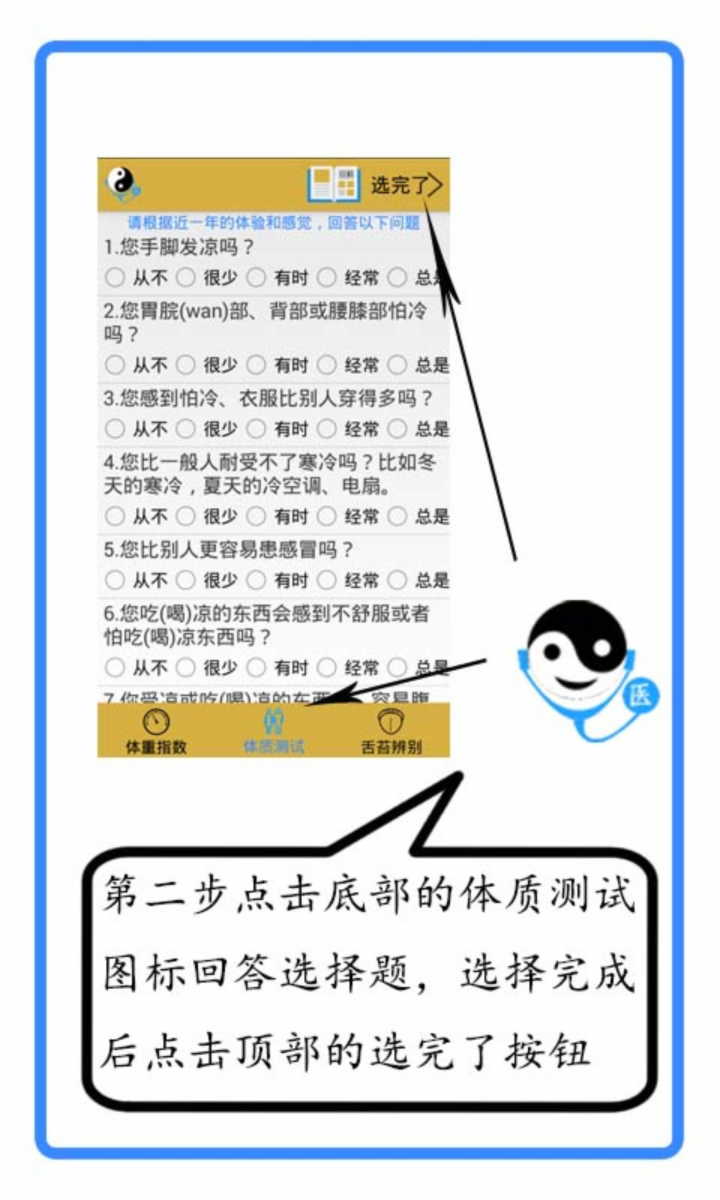 选完了
请根据近一年的体验和感觉，回答以下问题
1.您手脚发凉吗？
从不 很少 有时 经常 总是
2.您胃脘(wan)部、背部或腰膝部怕冷
吗？
从不 很少 有时 经常 总是
3.您感到怕冷、衣服比别人穿得多吗？
从不 很少 有时 经常 总是
4.您比一般人耐受不了寒冷吗？比如冬
天的寒冷，夏天的冷空调、电扇。
从不 很少 有时 经常 总是
5.您比别人更容易患感冒吗？
从不 很少 有时 经常 总是
6.您吃(喝)凉的东西会感到不舒服或者
怕吃(喝)凉东西吗？
从不 很少 有时 经常 总是
7.您受凉或吃(喝)凉的东西 容易腹
体重指数 体质测试 舌苔辨别
医
第二步点击底部的体质测试
图标回答选择题，选择完成
后点击顶部的选完了按钮